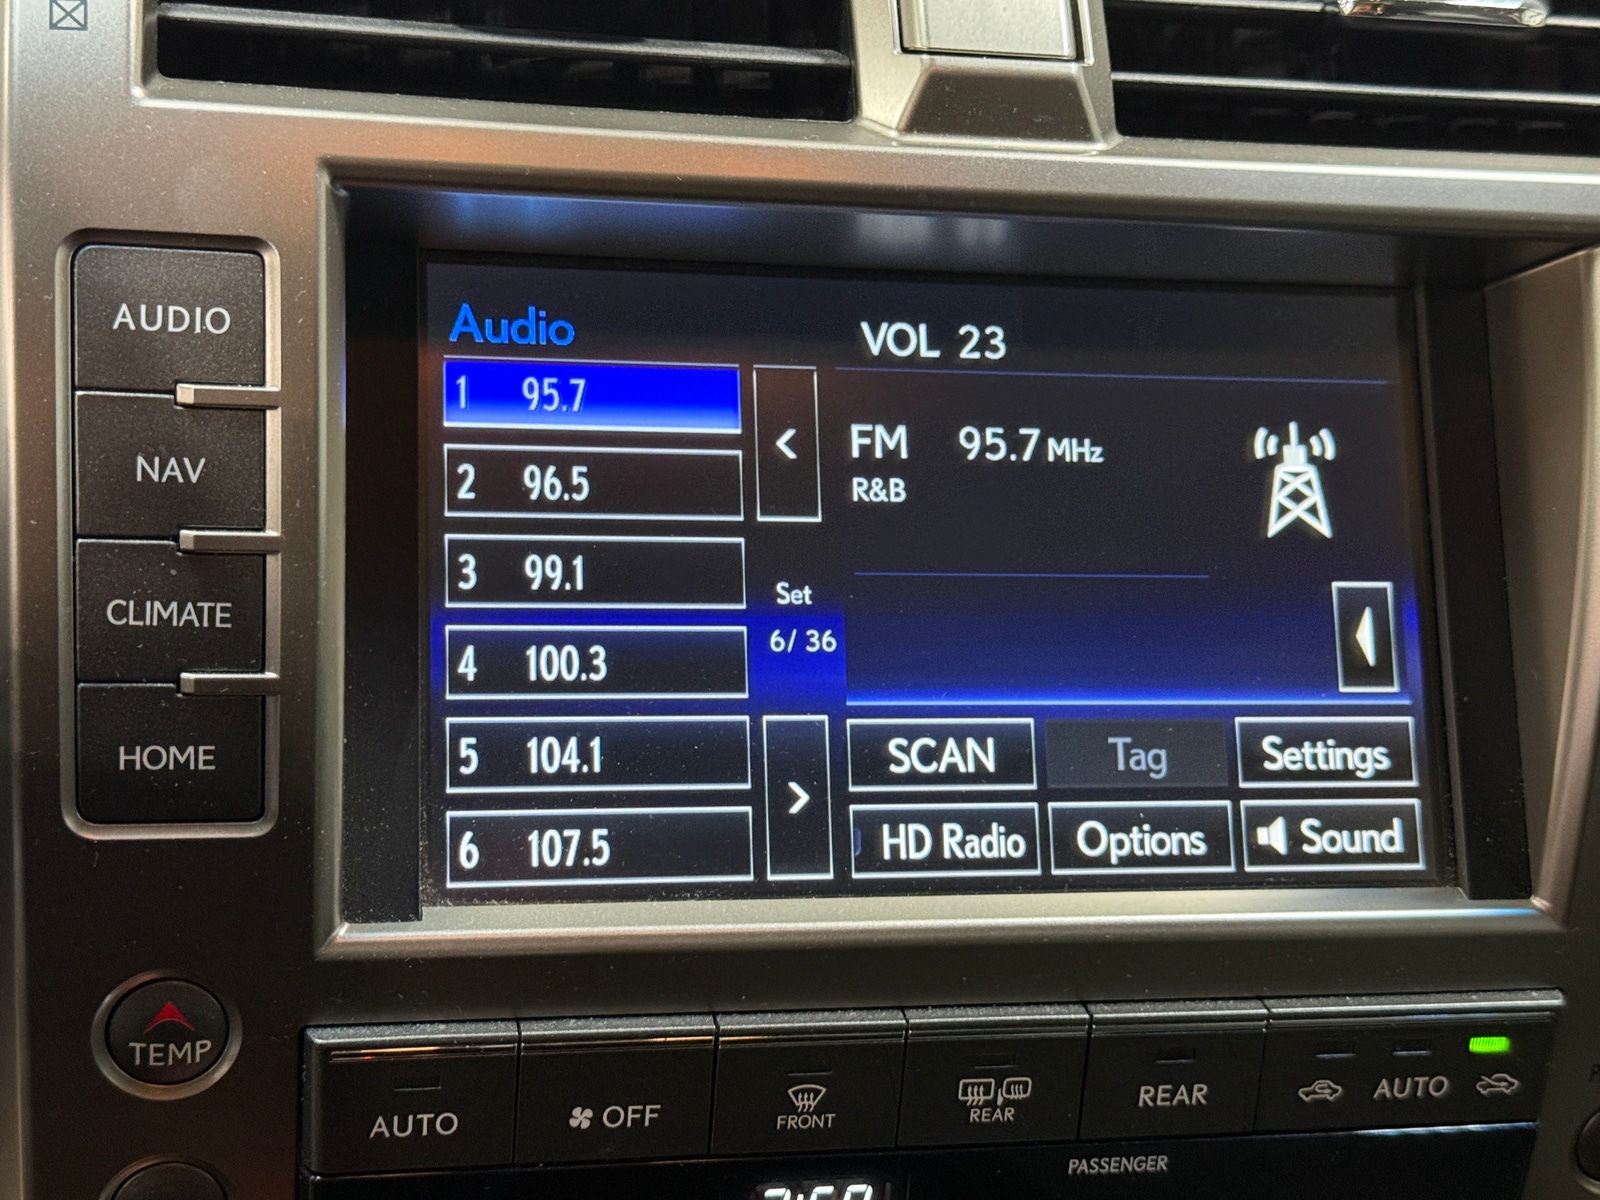 AUDIO
NAV
CLIMATE
HOME
Audio
1 95.7
2 96.5
3 99.1
4 100.3
5 104.1
6 107.5
<
Set
6/ 36
>
VOL 23
FM 95.7 MHz
R&B
SCAN Tag Settings
HD Radio Options Sound
TEMP
AUTO
OFF
FRONT
REAR
REAR
AUTO
PASSENGER